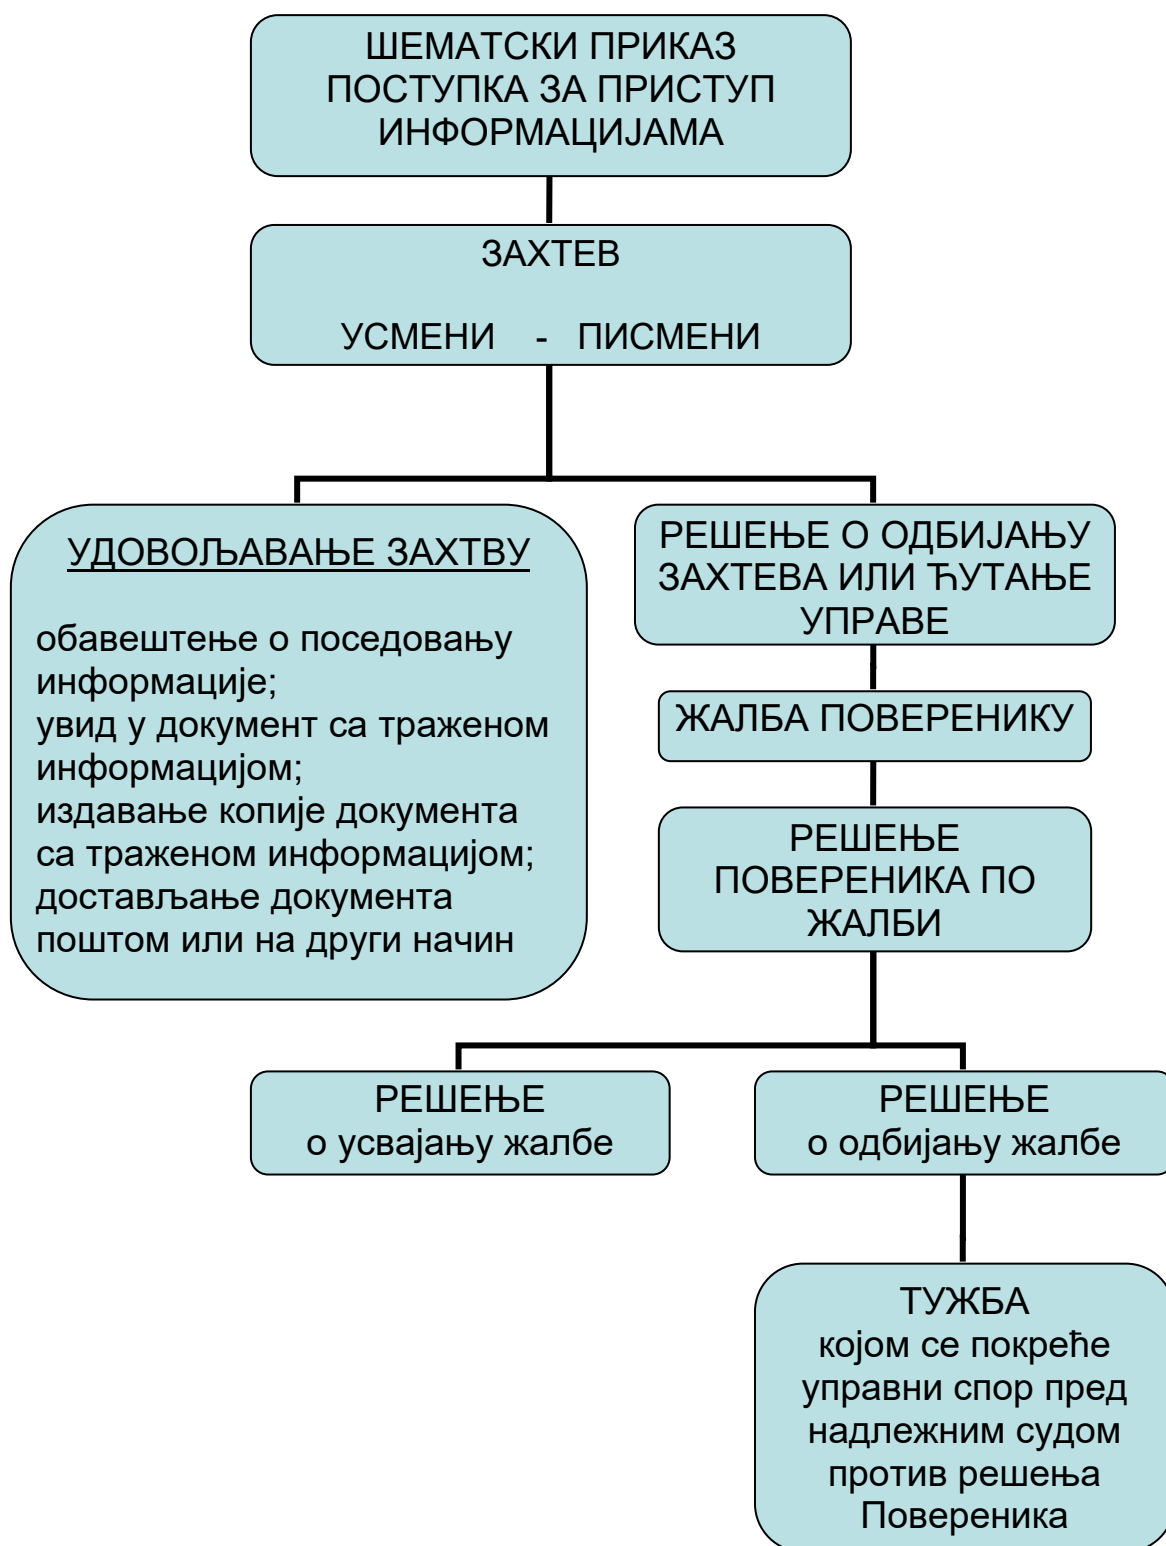 ШЕМАТСКИ ПРИКАЗ
ПОСТУПКА ЗА ПРИСТУП
ИНФОРМАЦИЈАМА
ЗАХТЕВ
УСМЕНИ - ПИСМЕНИ
УДОВОЉАВАЊЕ ЗАХТВУ
обавештење о поседовању
информације;
увид у документ са траженом
информацијом;
издавање копије документа
са траженом информацијом;
достављање документа
поштом или на други начин
РЕШЕЊЕ О ОДБИЈАЊУ
ЗАХТЕВА ИЛИ ЋУТАЊЕ
УПРАВЕ
ЖАЛБА ПОВЕРЕНИКУ
РЕШЕЊЕ
ПОВЕРЕНИКА ПО
ЖАЛБИ
РЕШЕЊЕ
о усвајању жалбе
РЕШЕЊЕ
о одбијању жалбе
ТУЖБА
којом се покреће
управни спор пред
надлежним судом
против решења
Повереника